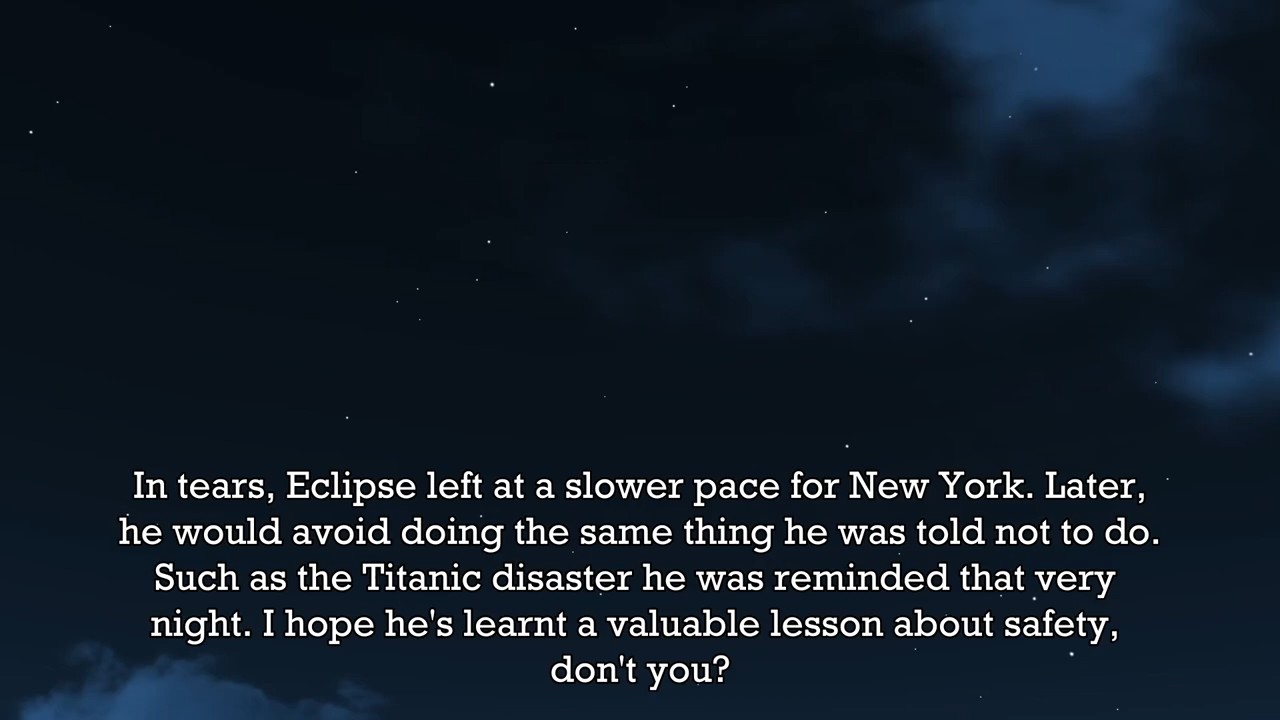 In tears, Eclipse left at a slower pace for New York. Later,
he would avoid doing the same thing he was told not to do.
Such as the Titanic disaster he was reminded that very
night. I hope he's learnt a valuable lesson about safety,
don't you?